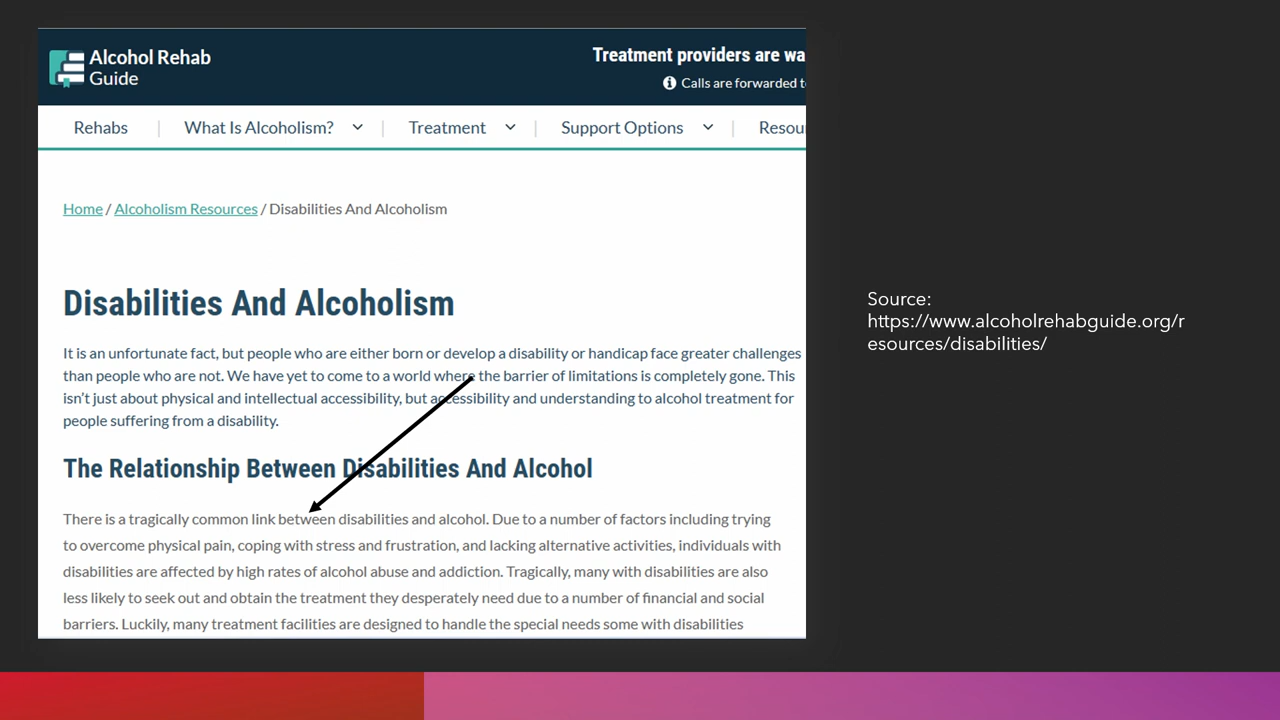 Alcohol Rehab
Guide
Treatment providers are wa
Calls are forwarded t
Rehabs | What Is Alcoholism? | Treatment | Support Options | Resou
Home / Alcoholism Resources / Disabilities And Alcoholism
Disabilities And Alcoholism
It is an unfortunate fact, but people who are either born or develop a disability or handicap face greater challenges
than people who are not. We have yet to come to a world where the barrier of limitations is completely gone. This
isn’t just about physical and intellectual accessibility, but accessibility and understanding to alcohol treatment for
people suffering from a disability.
The Relationship Between Disabilities And Alcohol
There is a tragically common link between disabilities and alcohol. Due to a number of factors including trying
to overcome physical pain, coping with stress and frustration, and lacking alternative activities, individuals with
disabilities are affected by high rates of alcohol abuse and addiction. Tragically, many with disabilities are also
less likely to seek out and obtain the treatment they desperately need due to a number of financial and social
barriers. Luckily, many treatment facilities are designed to handle the special needs some with disabilities
Source:
https://www.alcoholrehabguide.org/r
esources/disabilities/